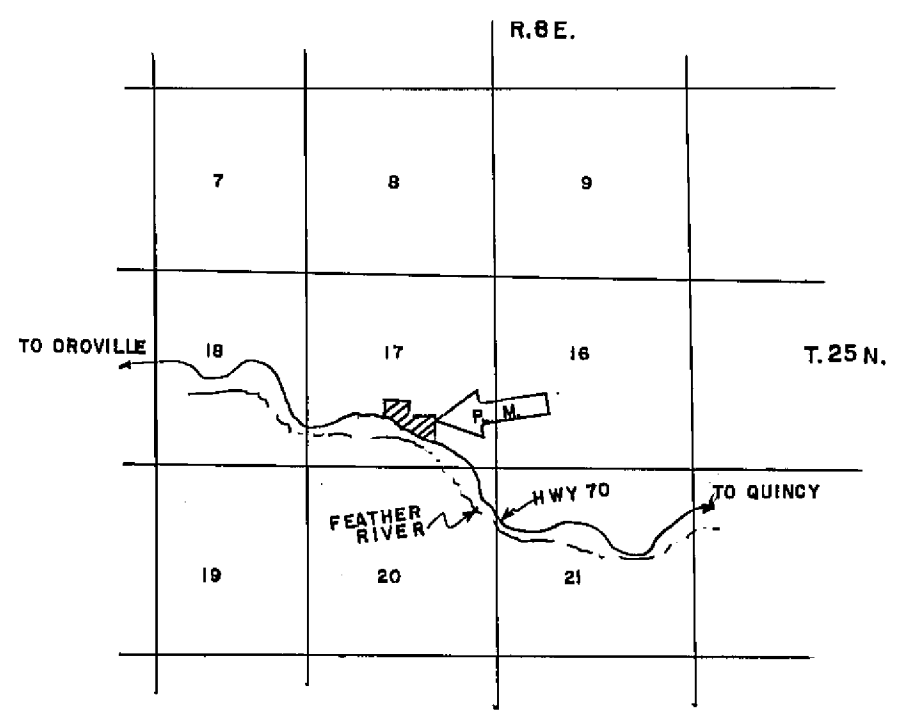 R.8E.
7
8
9
TO OROVILLE
18
17
16
T.25N.
P. M.
HWY 70
TO QUINCY
FEATHER
RIVER
19
20
21